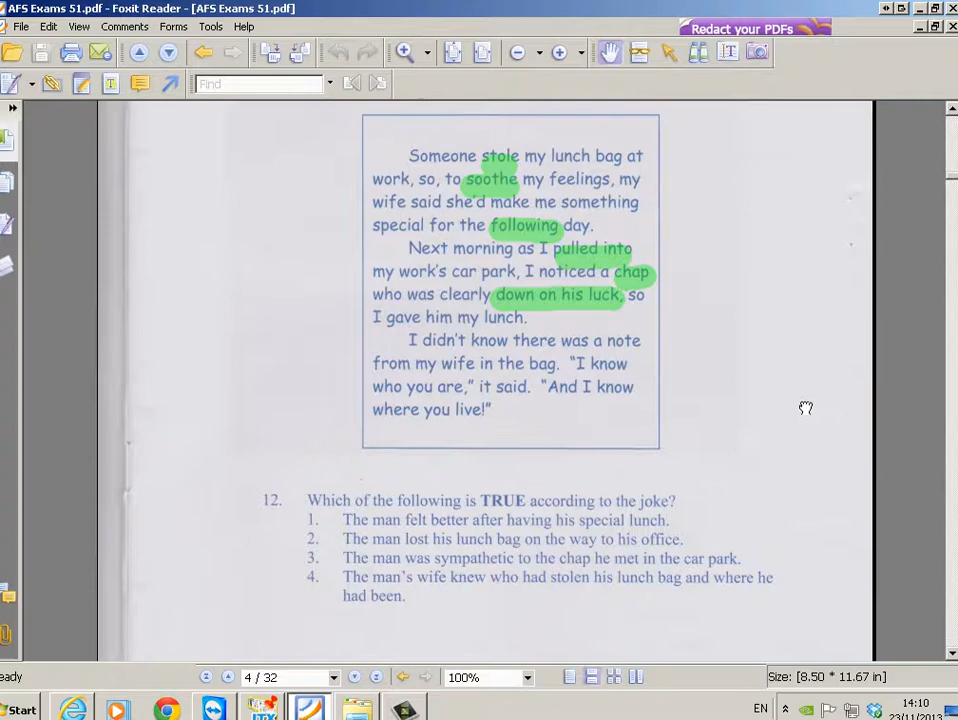 AFS Exams 51.pdf - Foxit Reader - [AFS Exams 51.pdf]
File Edit View Comments Forms Tools Help
Redact your PDFs
Find
Someone stole my lunch bag at
work, so, to soothe my feelings, my
wife said she'd make me something
special for the following day.
Next morning as I pulled into
my work's car park, I noticed a chap
who was clearly down on his luck, so
I gave him my lunch.
I didn't know there was a note
from my wife in the bag. "I know
who you are," it said. "And I know
where you live!"
12. Which of the following is TRUE according to the joke?
1. The man felt better after having his special lunch.
2. The man lost his lunch bag on the way to his office.
3. The man was sympathetic to the chap he met in the car park.
4. The man's wife knew who had stolen his lunch bag and where he
had been.
eady 4 / 32 100% Size: [8.50 * 11.67 in]
Start EN 14:10
23/11/2013